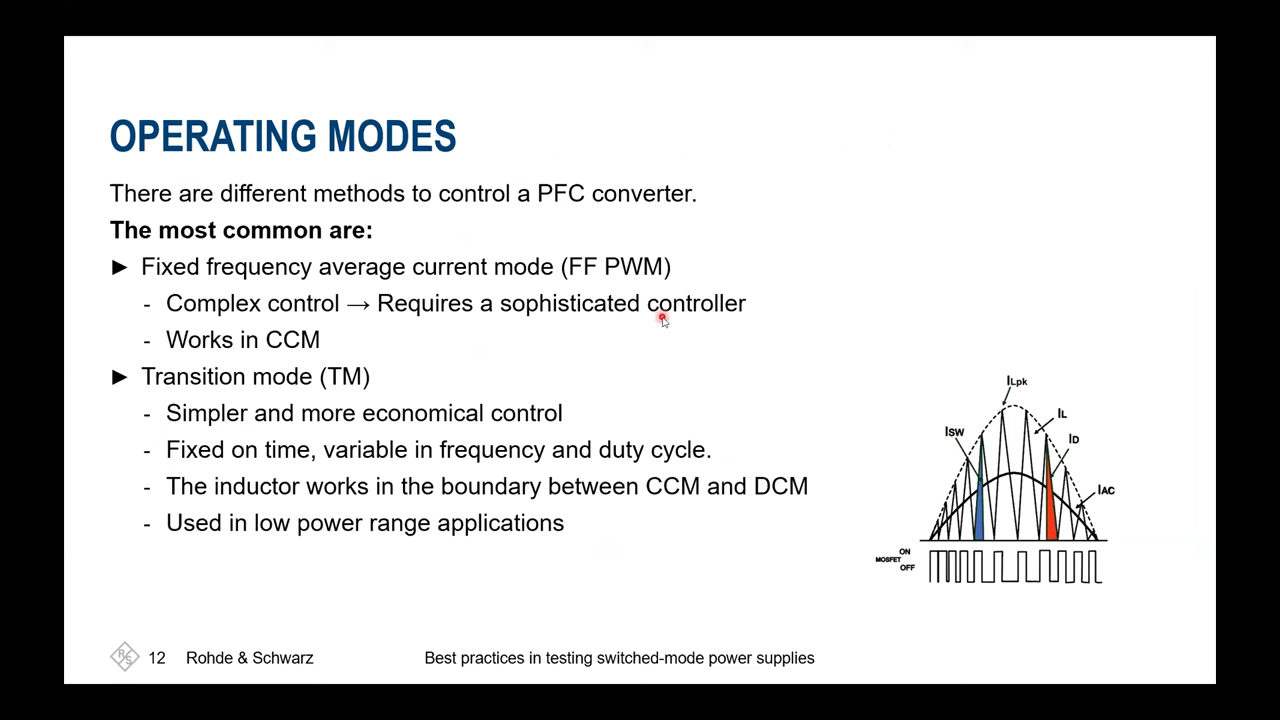 OPERATING MODES
There are different methods to control a PFC converter.
The most common are:
► Fixed frequency average current mode (FF PWM)
- Complex control → Requires a sophisticated controller
- Works in CCM
► Transition mode (TM)
- Simpler and more economical control
- Fixed on time, variable in frequency and duty cycle.
- The inductor works in the boundary between CCM and DCM
- Used in low power range applications
ILpk
IL
ISW
ID
IAC
ON
MOSFET
OFF
R/S 12 Rohde & Schwarz Best practices in testing switched-mode power supplies